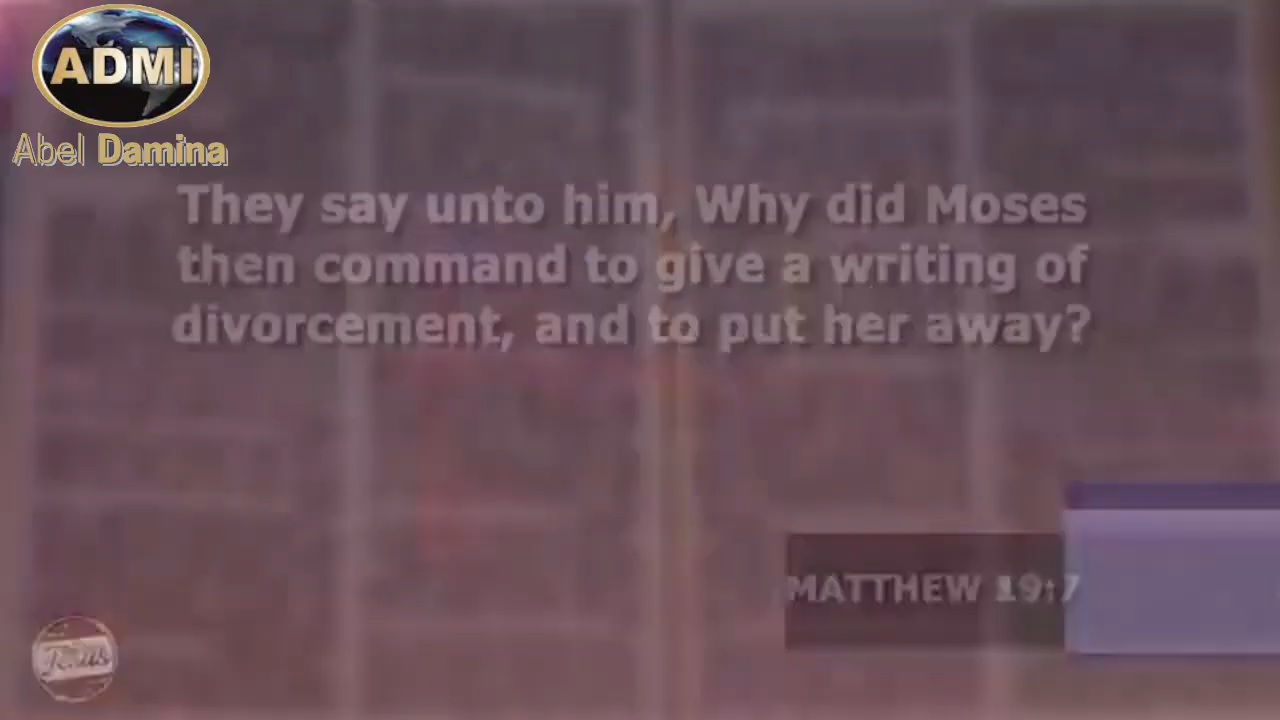 ADMI
Abel Damina
They say unto him, Why did Moses
then command to give a writing of
divorcement, and to put her away?
MATTHEW 19:7